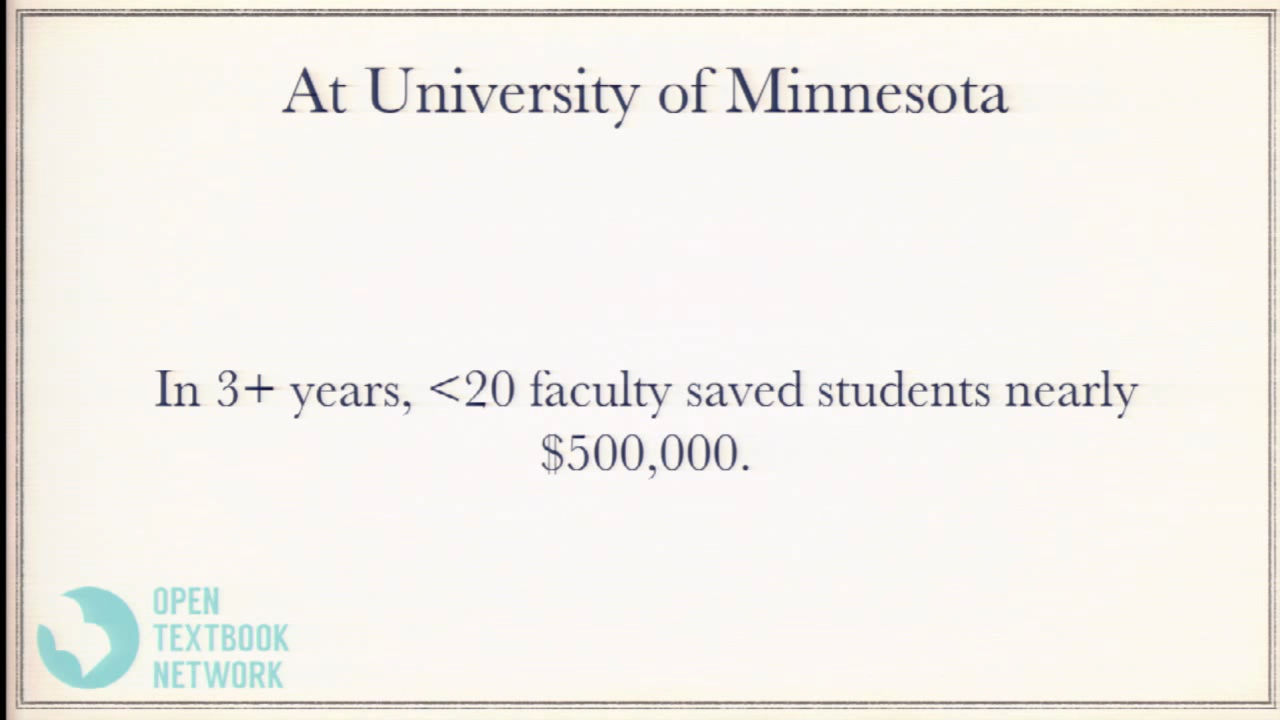 At University of Minnesota
In 3+ years, <20 faculty saved students nearly
$500,000.
OPEN
TEXTBOOK
NETWORK